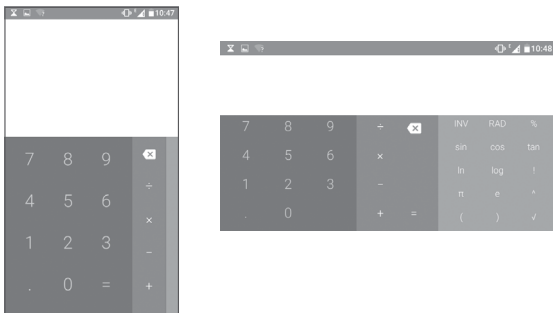 10:47
7 8 9
÷
4 5 6
×
1 2 3
−
. 0 = +
10:48
7 8 9 ÷ INV RAD %
4 5 6 × sin cos tan
ln log !
1 2 3 −
π e ^
. 0 + = ( ) √